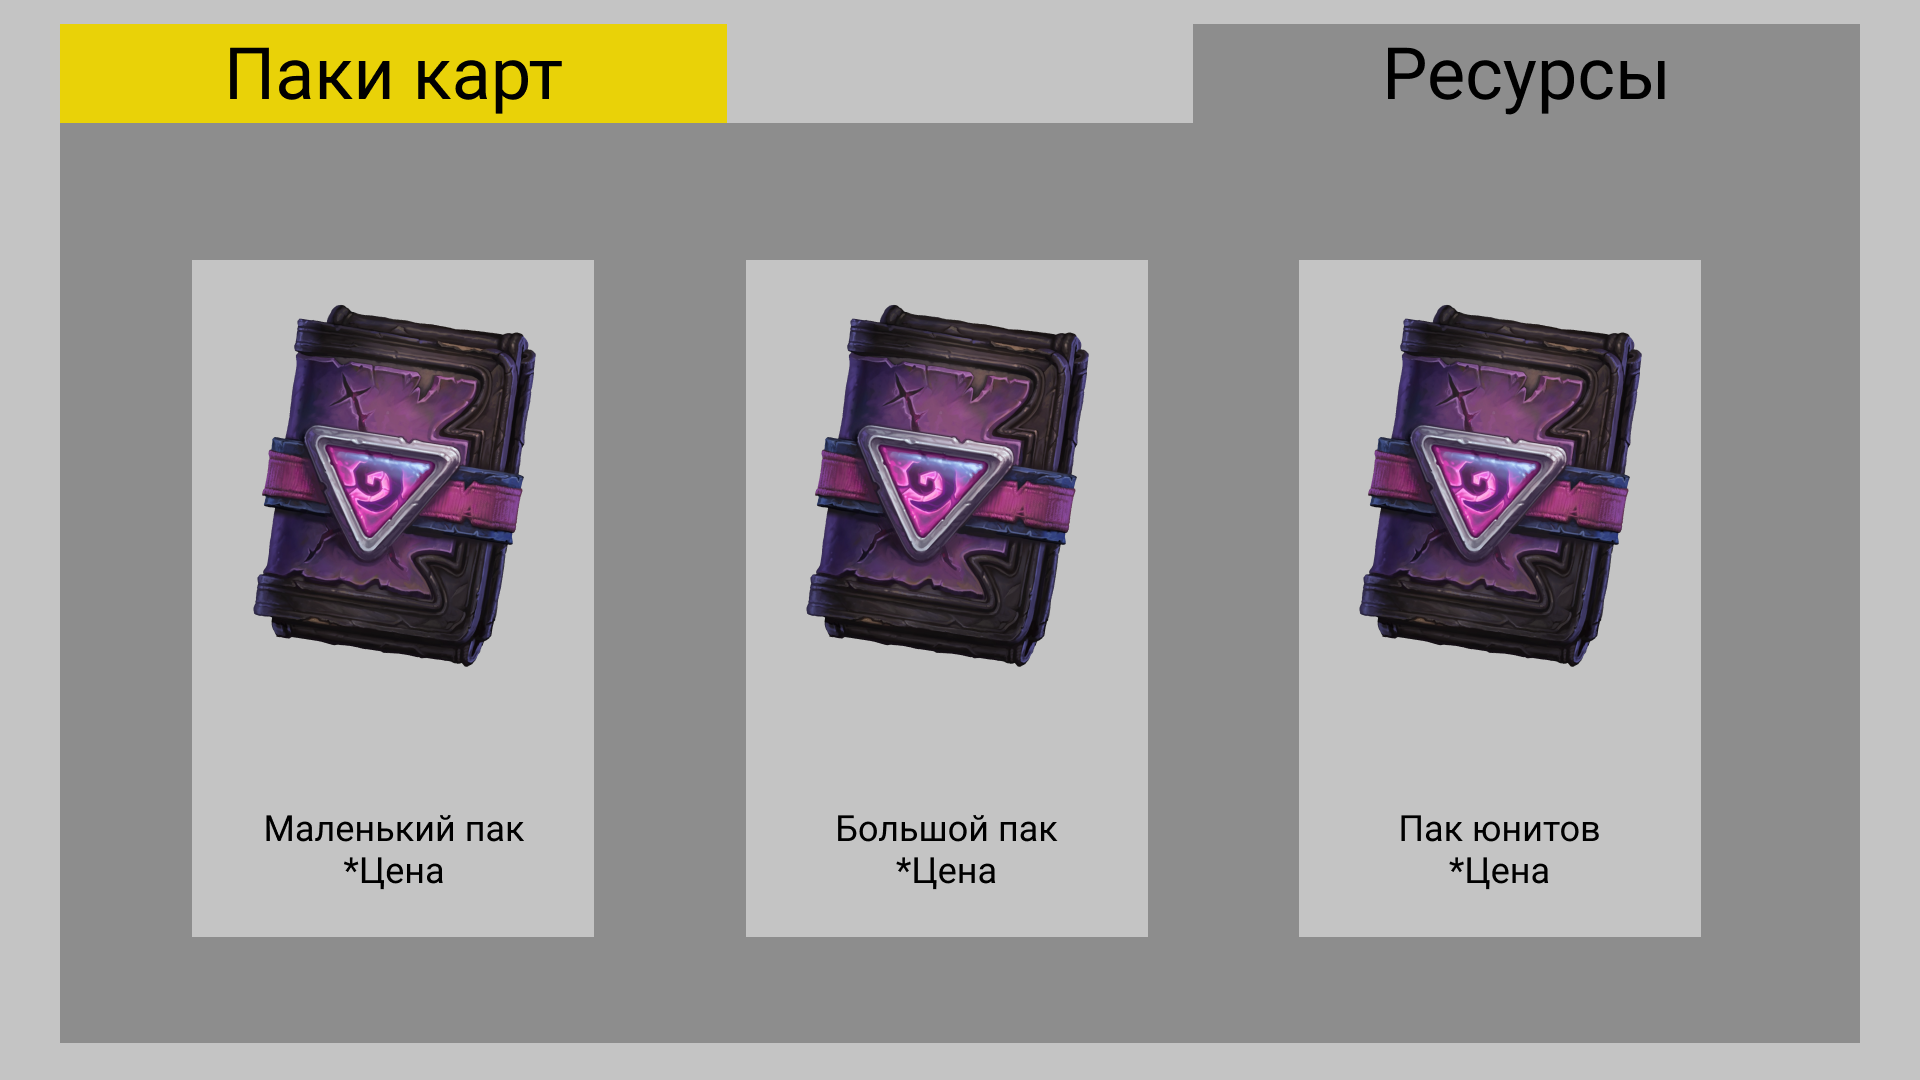 Паки карт
Ресурсы
Маленький пак
*Цена
Большой пак
*Цена
Пак юнитов
*Цена